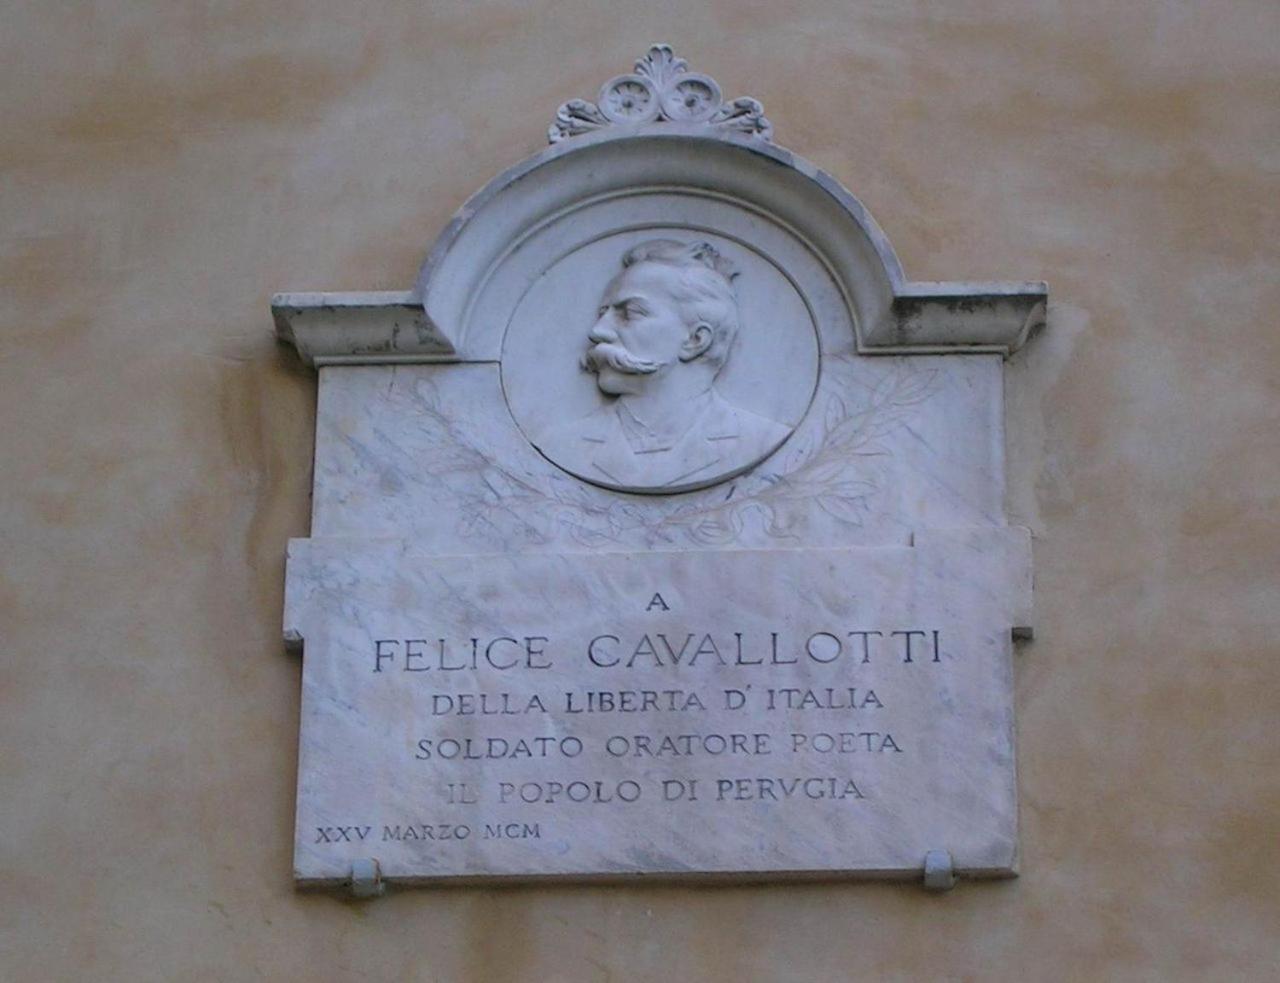 A
FELICE CAVALLOTTI
DELLA LIBERTA D'ITALIA
SOLDATO ORATORE POETA
IL POPOLO DI PERVGIA
XXV MARZO MCM